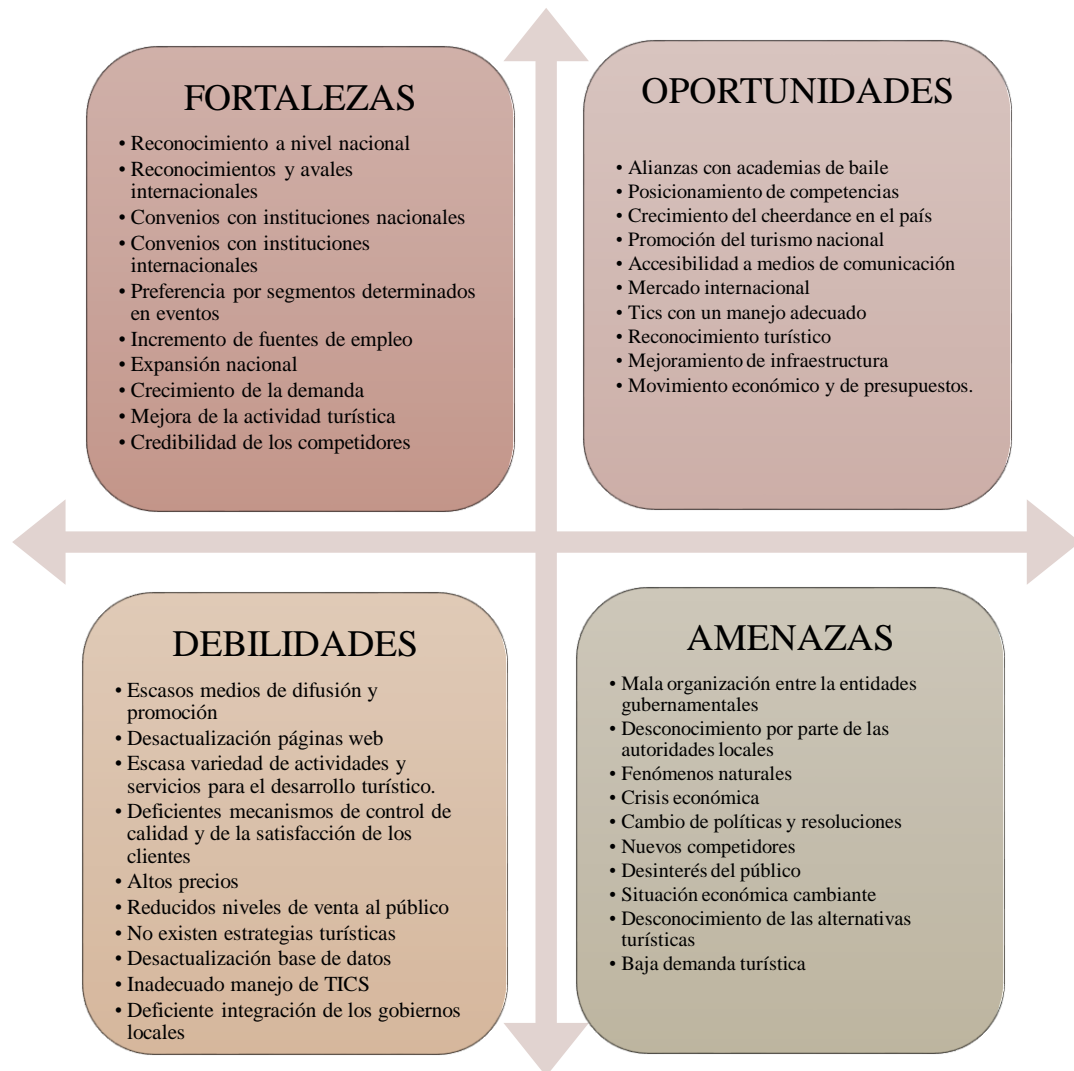 FORTALEZAS
• Reconocimiento a nivel nacional
• Reconocimientos y avales
internacionales
• Convenios con instituciones nacionales
• Convenios con instituciones
internacionales
• Preferencia por segmentos determinados
en eventos
• Incremento de fuentes de empleo
• Expansión nacional
• Crecimiento de la demanda
• Mejora de la actividad turística
• Credibilidad de los competidores
OPORTUNIDADES
• Alianzas con academias de baile
• Posicionamiento de competencias
• Crecimiento del cheerdance en el país
• Promoción del turismo nacional
• Accesibilidad a medios de comunicación
• Mercado internacional
• Tics con un manejo adecuado
• Reconocimiento turístico
• Mejoramiento de infraestructura
• Movimiento económico y de presupuestos.
DEBILIDADES
• Escasos medios de difusión y
promoción
• Desactualización páginas web
• Escasa variedad de actividades y
servicios para el desarrollo turístico.
• Deficientes mecanismos de control de
calidad y de la satisfacción de los
clientes
• Altos precios
• Reducidos niveles de venta al público
• No existen estrategias turísticas
• Desactualización base de datos
• Inadecuado manejo de TICS
• Deficiente integración de los gobiernos
locales
AMENAZAS
• Mala organización entre la entidades
gubernamentales
• Desconocimiento por parte de las
autoridades locales
• Fenómenos naturales
• Crisis económica
• Cambio de políticas y resoluciones
• Nuevos competidores
• Desinterés del público
• Situación económica cambiante
• Desconocimiento de las alternativas
turísticas
• Baja demanda turística